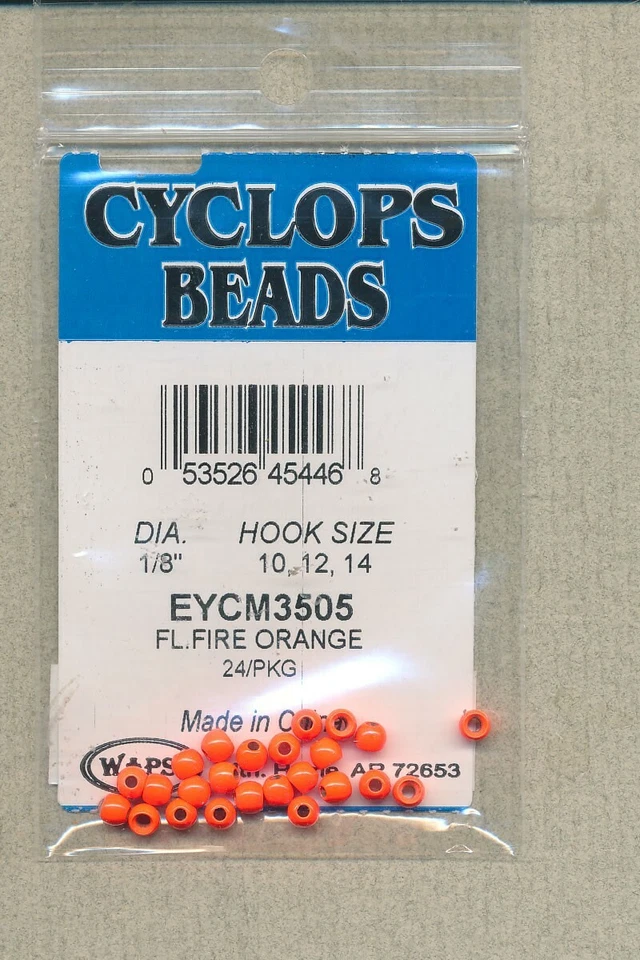 CYCLOPS
BEADS
0 53526 45446 8
DIA. HOOK SIZE
1/8" 10, 12, 14
EYCM3505
FL.FIRE ORANGE
24/PKG
Made in
AR 72653